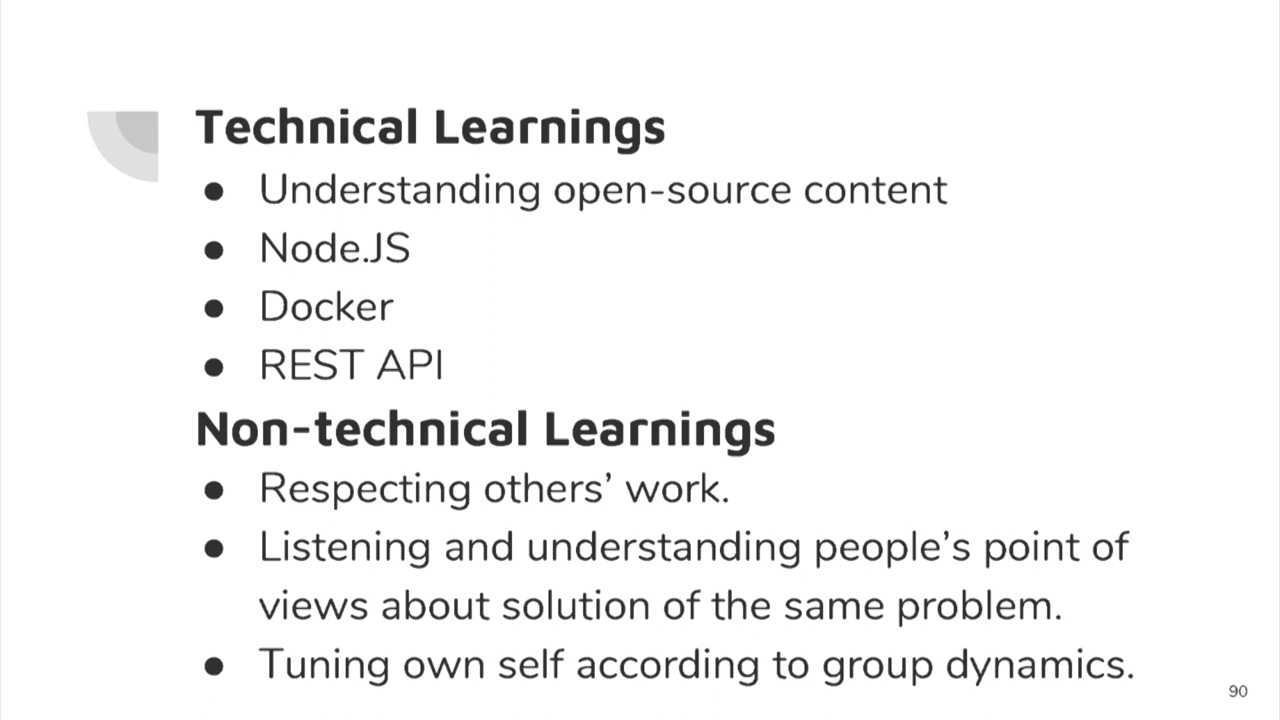 Technical Learnings
● Understanding open-source content
● Node.JS
● Docker
● REST API
Non-technical Learnings
● Respecting others’ work.
● Listening and understanding people’s point of
views about solution of the same problem.
● Tuning own self according to group dynamics.
90